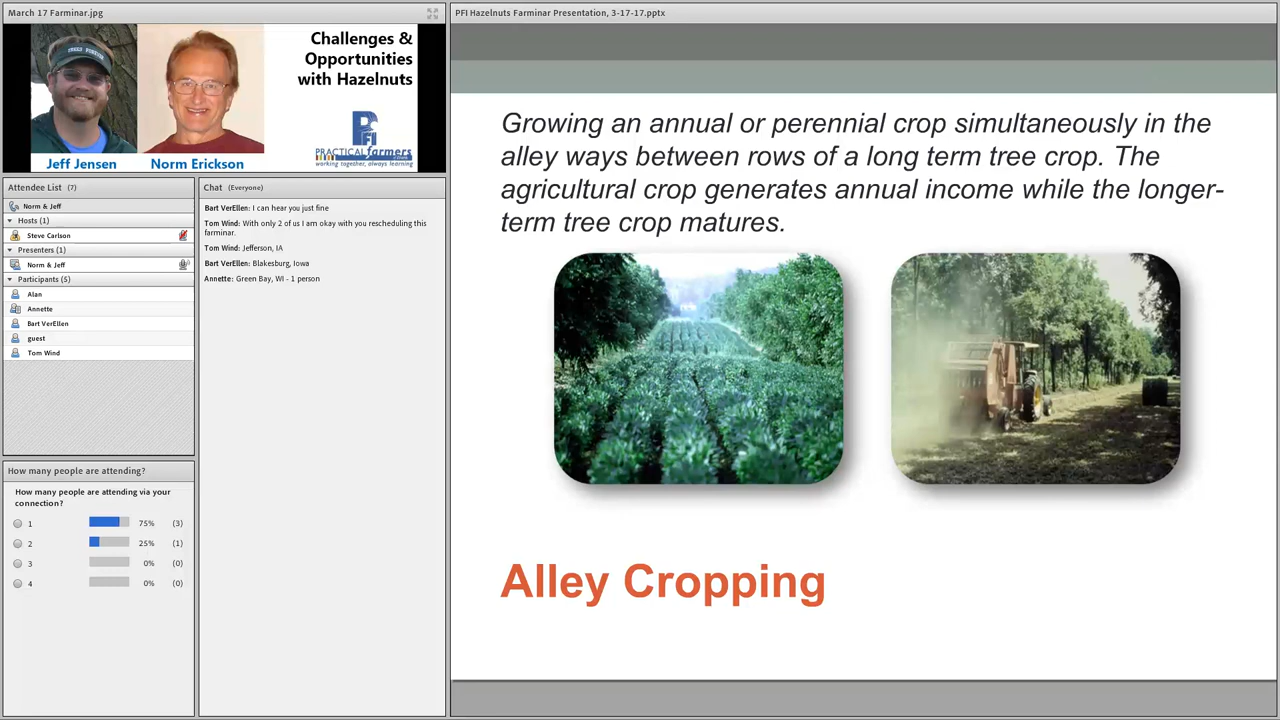 March 17 Farminar.jpg
Challenges &
Opportunities
with Hazelnuts
PFI
PRACTICAL farmers
working together, always learning
Jeff Jensen
Norm Erickson
Attendee List (7)
Norm & Jeff
Hosts (1)
Steve Carlson
Presenters (1)
Norm & Jeff
Participants (5)
Alan
Annette
Bart VerEllen
guest
Tom Wind
How many people are attending?
How many people are attending via your
connection?
1 75% (3)
2 25% (1)
3 0% (0)
4 0% (0)
Chat (Everyone)
Bart VerEllen: I can hear you just fine
Tom Wind: With only 2 of us I am okay with you rescheduling this
farminar.
Tom Wind: Jefferson, IA
Bart VerEllen: Blakesburg, Iowa
Annette: Green Bay, WI - 1 person
PFI Hazelnuts Farminar Presentation, 3-17-17.pptx
Growing an annual or perennial crop simultaneously in the
alley ways between rows of a long term tree crop. The
agricultural crop generates annual income while the longer-
term tree crop matures.
Alley Cropping